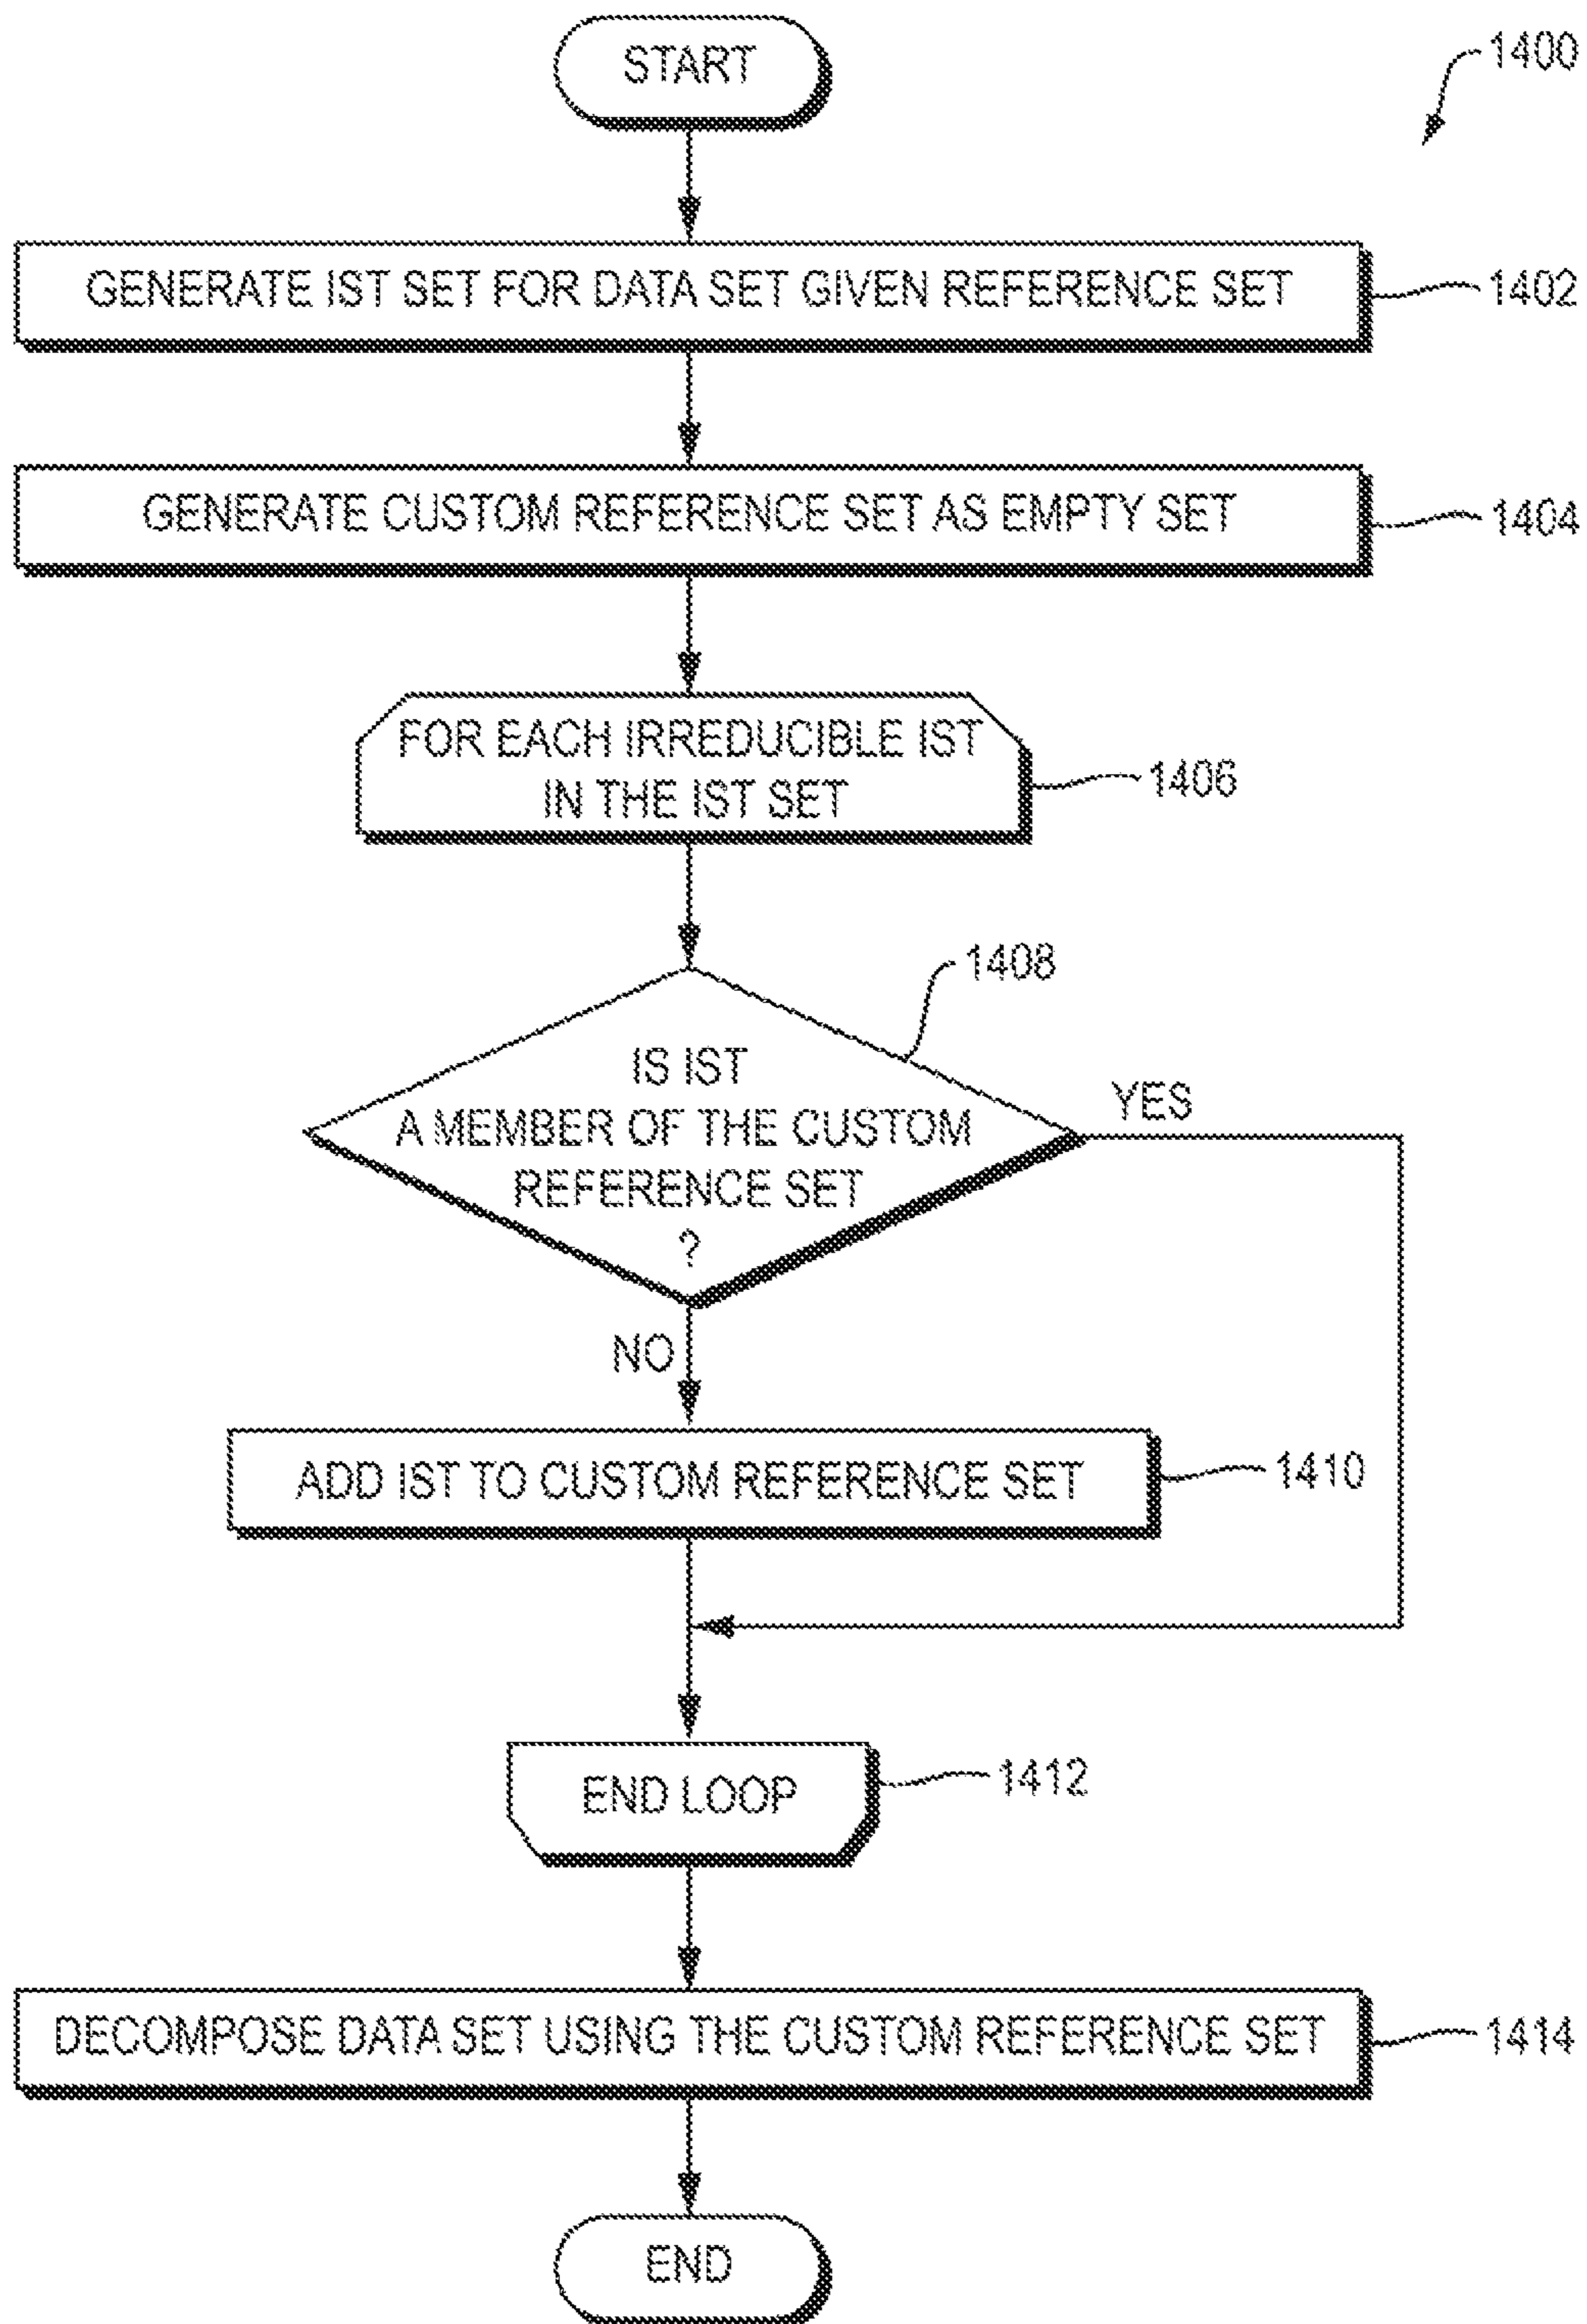 START
1400
GENERATE IST SET FOR DATA SET GIVEN REFERENCE SET
1402
GENERATE CUSTOM REFERENCE SET AS EMPTY SET
1404
FOR EACH IRREDUCIBLE IST
IN THE IST SET
1406
1408
IS IST
A MEMBER OF THE CUSTOM
REFERENCE SET
?
YES
NO
ADD IST TO CUSTOM REFERENCE SET
1410
END LOOP
1412
DECOMPOSE DATA SET USING THE CUSTOM REFERENCE SET
1414
END